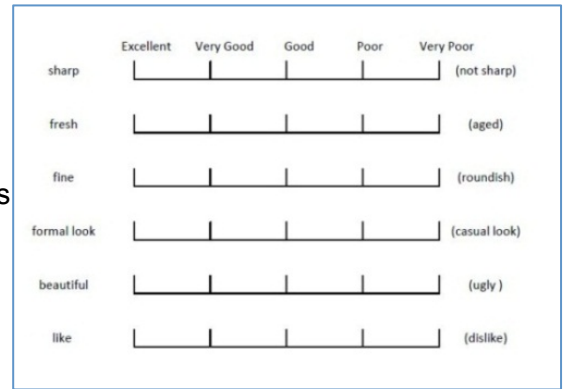 Excellent Very Good Good Poor Very Poor
sharp (not sharp)
fresh (aged)
fine (roundish)
s
formal look (casual look)
beautiful (ugly )
like (dislike)